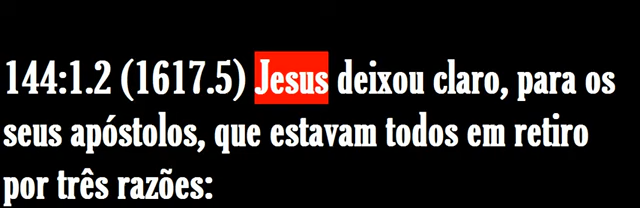 144:1.2 (1617.5) Jesus deixou claro, para os
seus apóstolos, que estavam todos em retiro
por três razões: